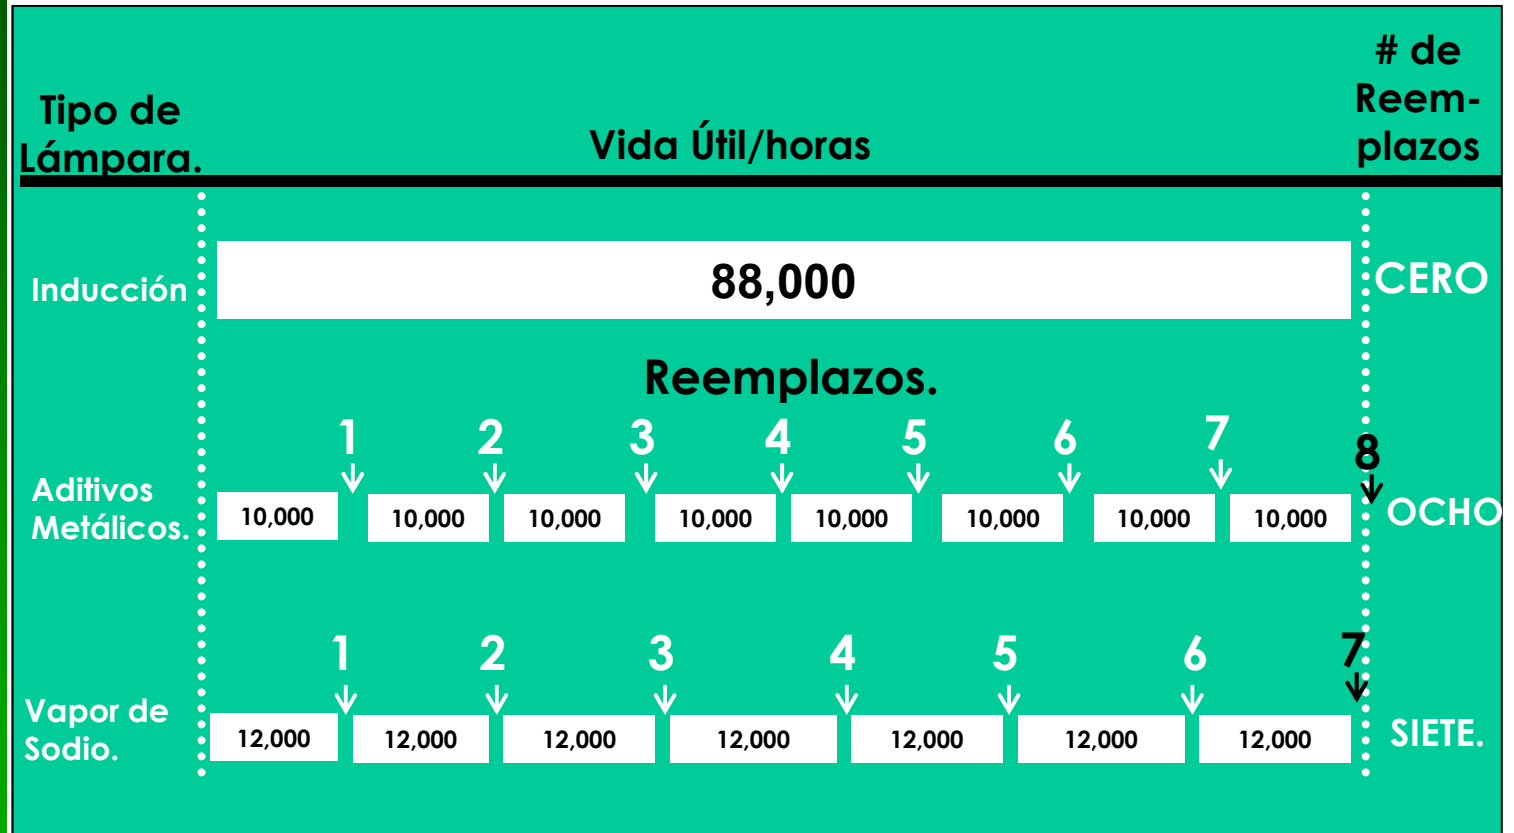 Tipo de
Lámpara.
Vida Útil/horas
# de
Reem-
plazos
Inducción
88,000
CERO
Reemplazos.
1 2 3 4 5 6 7 8
Aditivos
Metálicos.
10,000 10,000 10,000 10,000 10,000 10,000 10,000 10,000
OCHO
1 2 3 4 5 6 7
Vapor de
Sodio.
12,000 12,000 12,000 12,000 12,000 12,000 12,000
SIETE.